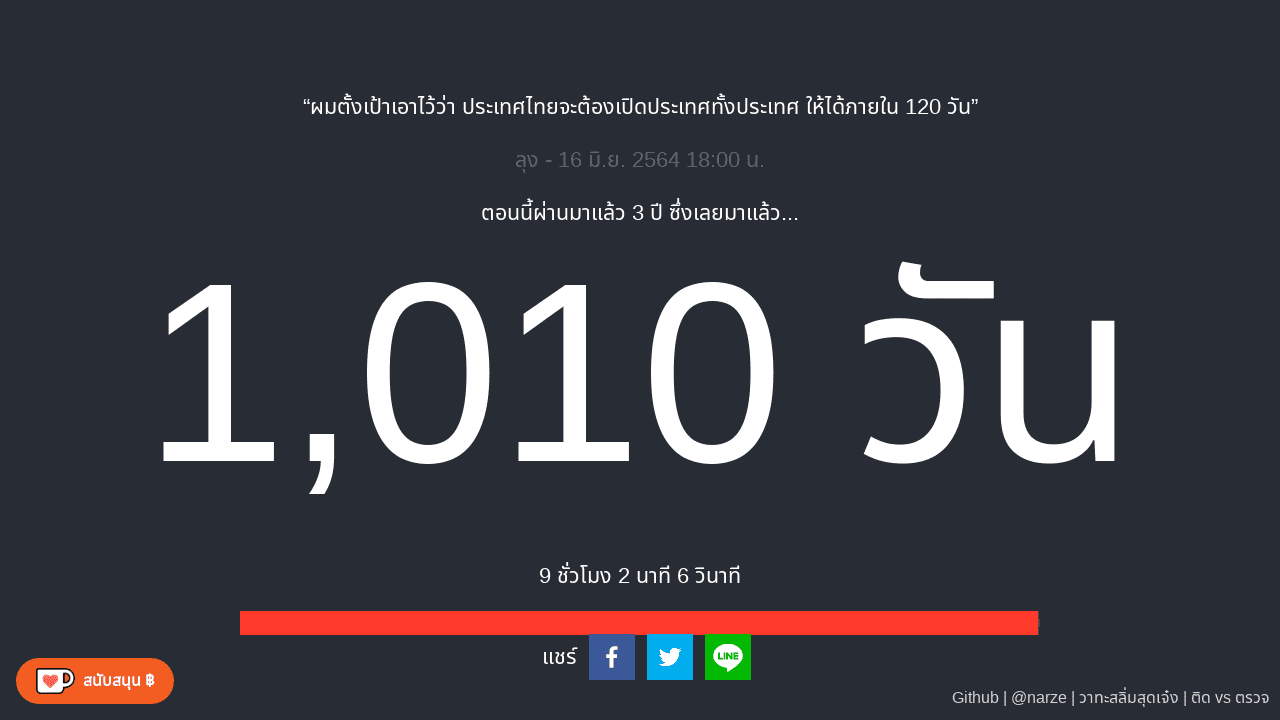 “ผมตั้งเป้าเอาไว้ว่า ประเทศไทยจะต้องเปิดประเทศทั้งประเทศ ให้ได้ภายใน 120 วัน”
ลุง - 16 มิ.ย. 2564 18:00 น.
ตอนนี้ผ่านมาแล้ว 3 ปี ซึ่งเลยมาแล้ว...
1,010 วัน
9 ชั่วโมง 2 นาที 6 วินาที
แชร์
LINE
สนับสนุน ฿
Github | @narze | วาทะสลิ่มสุดเจ๋ง | ติด vs ตรวจ